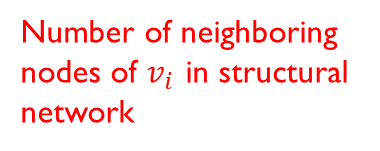 Number of neighboring
nodes of 𝑣𝑖 in structural
network